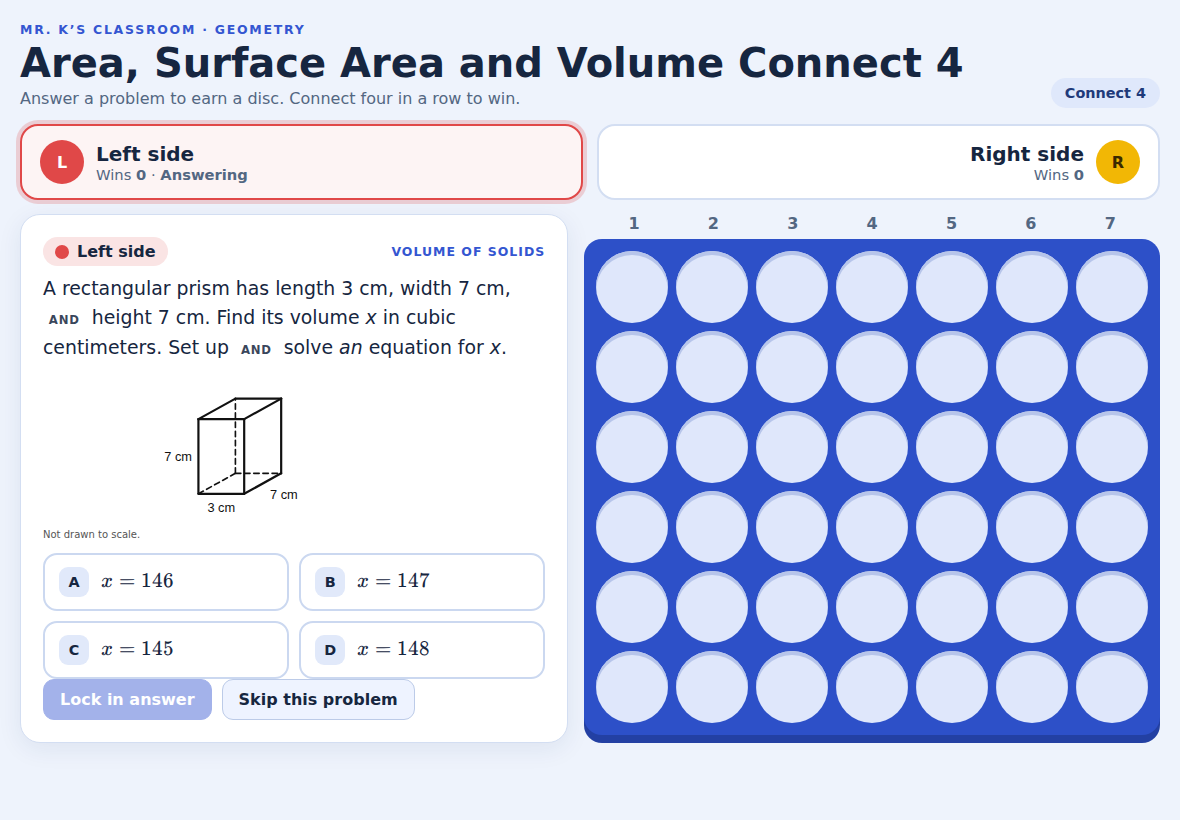 MR. K'S CLASSROOM · GEOMETRY
Area, Surface Area and Volume Connect 4
Answer a problem to earn a disc. Connect four in a row to win.
Connect 4
L
Left side
Wins 0 · Answering
Right side
Wins 0
R
Left side
VOLUME OF SOLIDS
A rectangular prism has length 3 cm, width 7 cm,
AND height 7 cm. Find its volume x in cubic
centimeters. Set up AND solve an equation for x.
7 cm
7 cm
3 cm
Not drawn to scale.
A x = 146
B x = 147
C x = 145
D x = 148
Lock in answer
Skip this problem
1 2 3 4 5 6 7